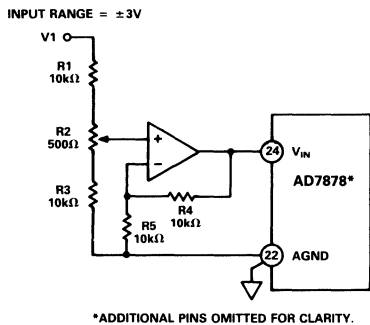 INPUT RANGE = ±3V
V1
R1
10kΩ
R2
500Ω
R3
10kΩ
+
−
R4
10kΩ
R5
10kΩ
24
VIN
AD7878*
22
AGND
*ADDITIONAL PINS OMITTED FOR CLARITY.